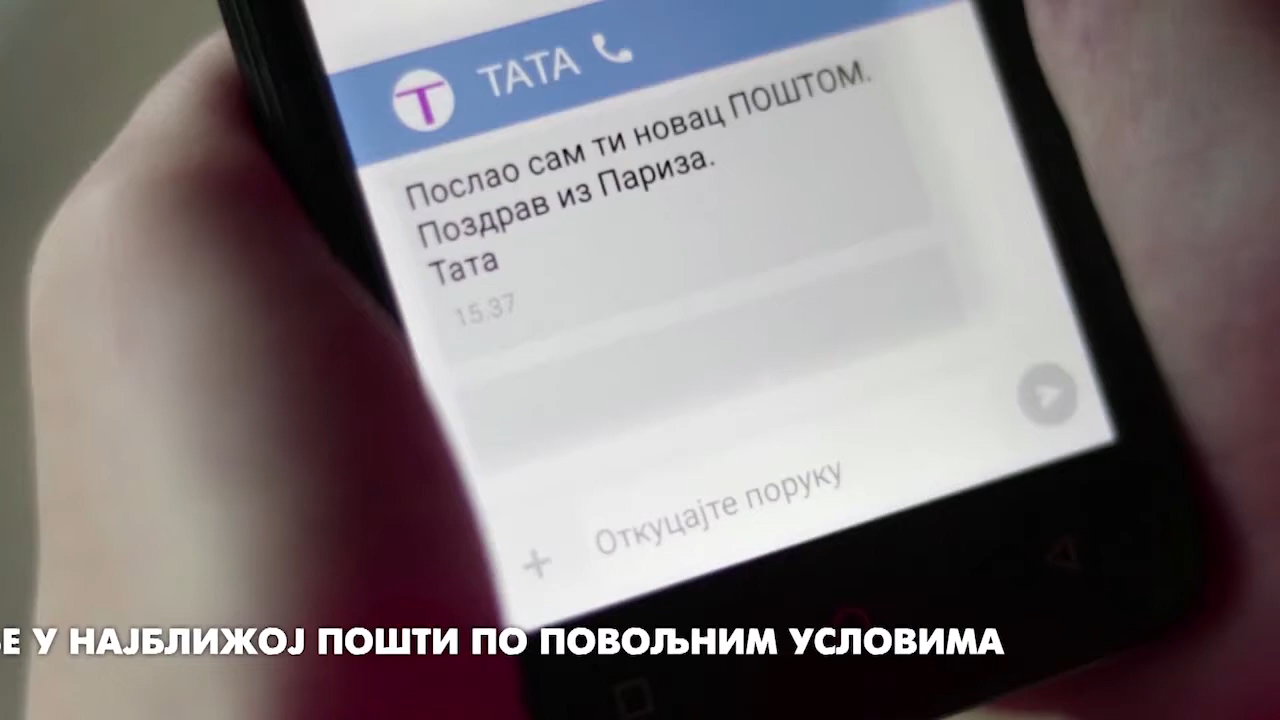 T ТАТА
Послао сам ти новац ПОШТОМ.
Поздрав из Париза.
Тата
15.37
Откуцајте поруку
У НАЈБЛИЖОЈ ПОШТИ ПО ПОВОЉНИМ УСЛОВИМА